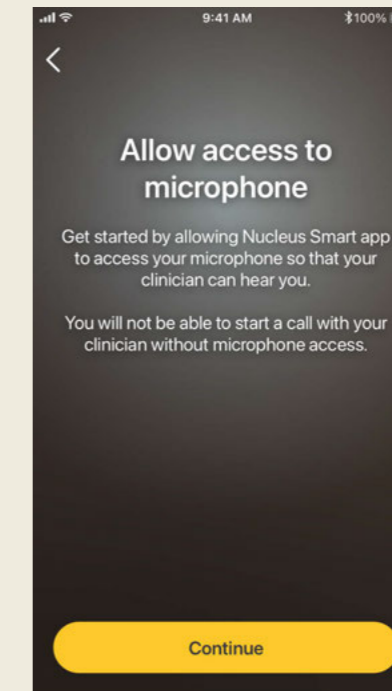 9:41 AM
100%
Allow access to
microphone
Get started by allowing Nucleus Smart app
to access your microphone so that your
clinician can hear you.
You will not be able to start a call with your
clinician without microphone access.
Continue